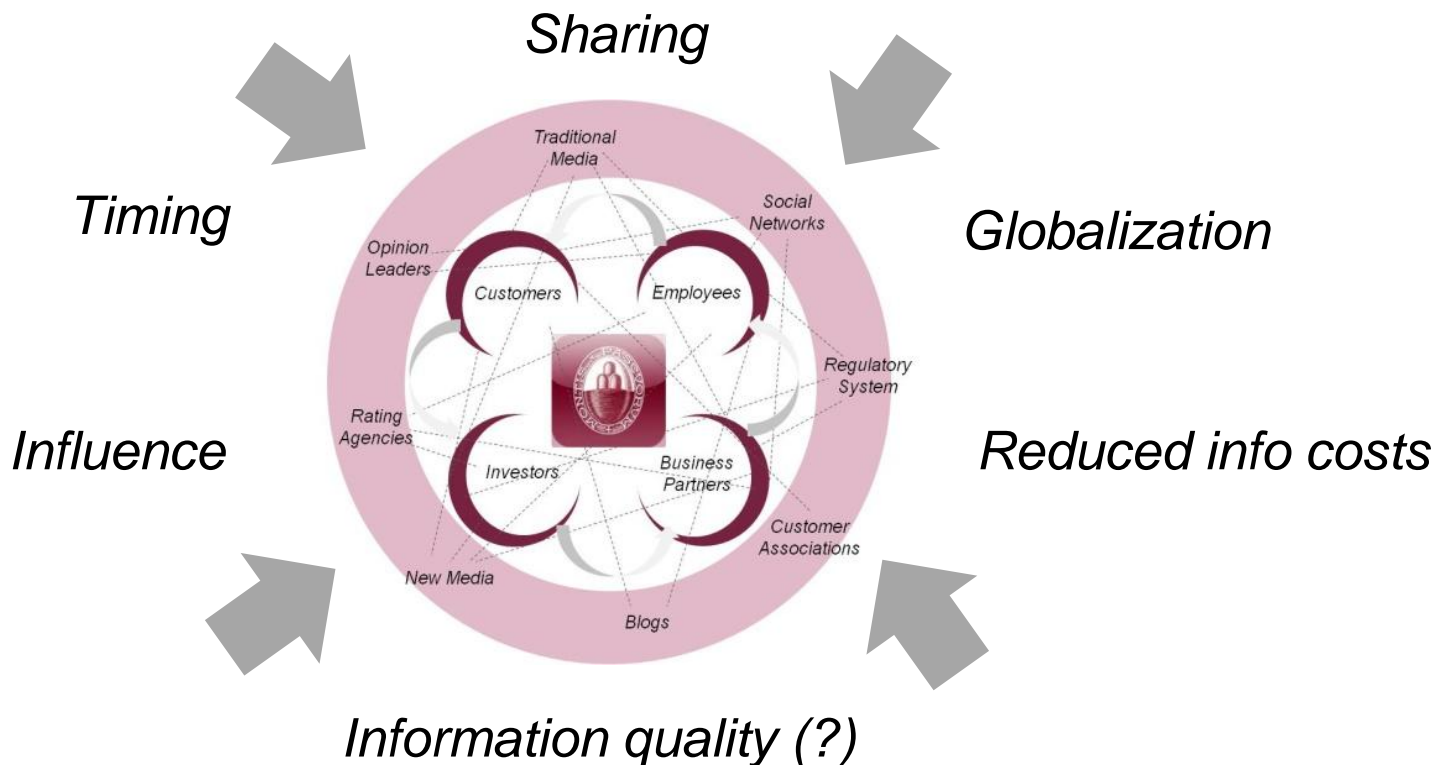 Sharing
Traditional
Media
Timing
Social
Networks
Globalization
Opinion
Leaders
Customers
Employees
Regulatory
System
Rating
Agencies
Influence
Investors
Business
Partners
Reduced info costs
Customer
Associations
New Media
Blogs
Information quality (?)